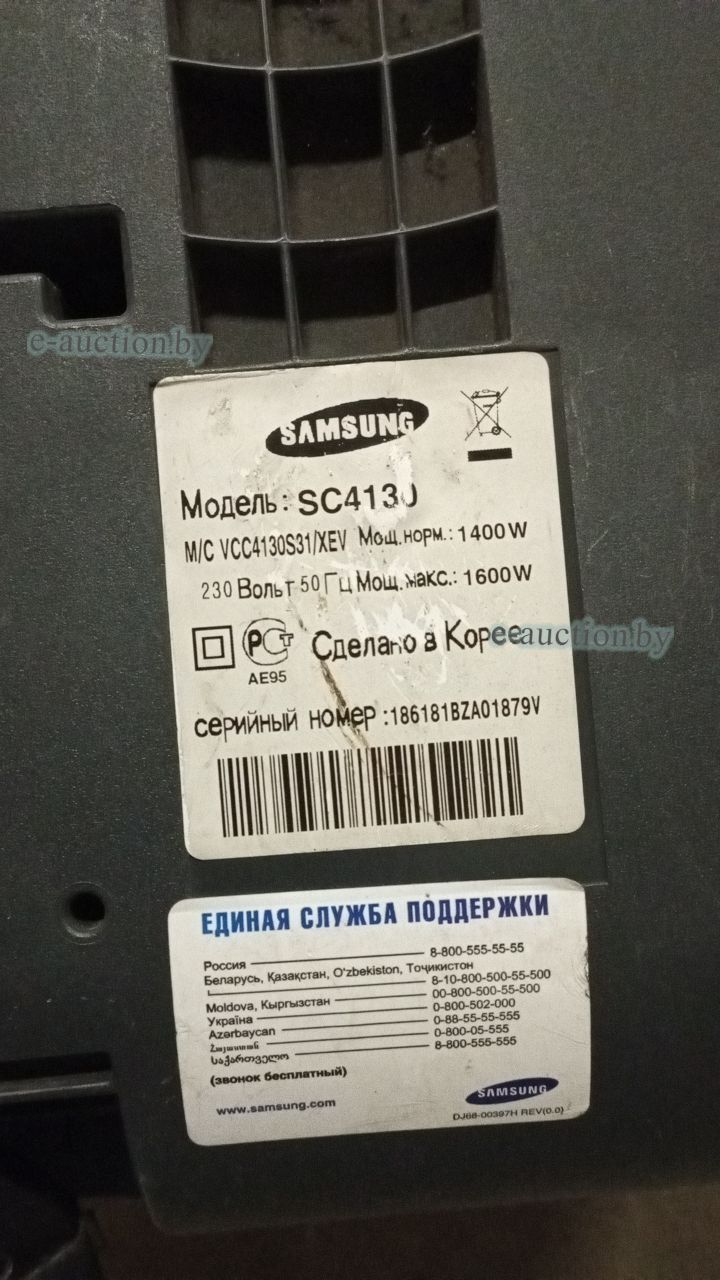 e-auction.by
SAMSUNG
Модель: SC4130
M/C VCC4130S31/XEV Мощ.норм.: 1400W
230 Вольт 50 Гц Мощ.макс.: 1600W
РСТ Сделано в Корее
e-auction.by
AE95
серийный номер :186181BZA01879V
ЕДИНАЯ СЛУЖБА ПОДДЕРЖКИ
Россия 8-800-555-55-55
Беларусь, Қазақстан, O'zbekiston, Тоҷикистон
8-10-800-500-55-500
Moldova, Кыргызстан 00-800-500-55-500
Україна 0-800-502-000
Azərbaycan 0-88-55-55-555
Հայաստան 0-800-05-555
საქართველო 8-800-555-555
(звонок бесплатный)
www.samsung.com
SAMSUNG
DJ68-00397H REV(0.0)